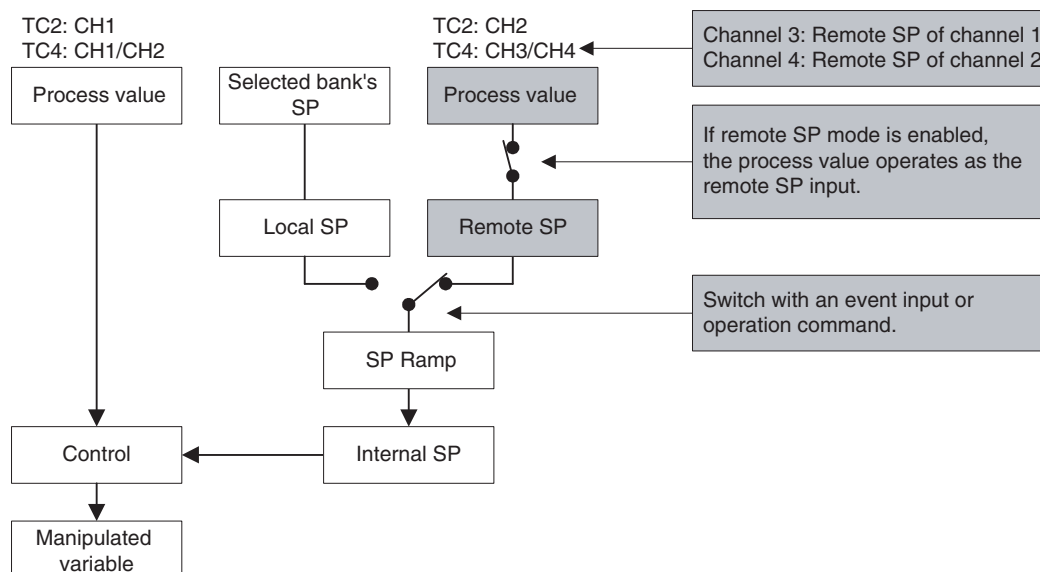 TC2: CH1
TC4: CH1/CH2
TC2: CH2
TC4: CH3/CH4
Channel 3: Remote SP of channel 1
Channel 4: Remote SP of channel 2
Process value
Selected bank's
SP
Process value
If remote SP mode is enabled,
the process value operates as the
remote SP input.
Local SP
Remote SP
Switch with an event input or
operation command.
SP Ramp
Control
Internal SP
Manipulated
variable